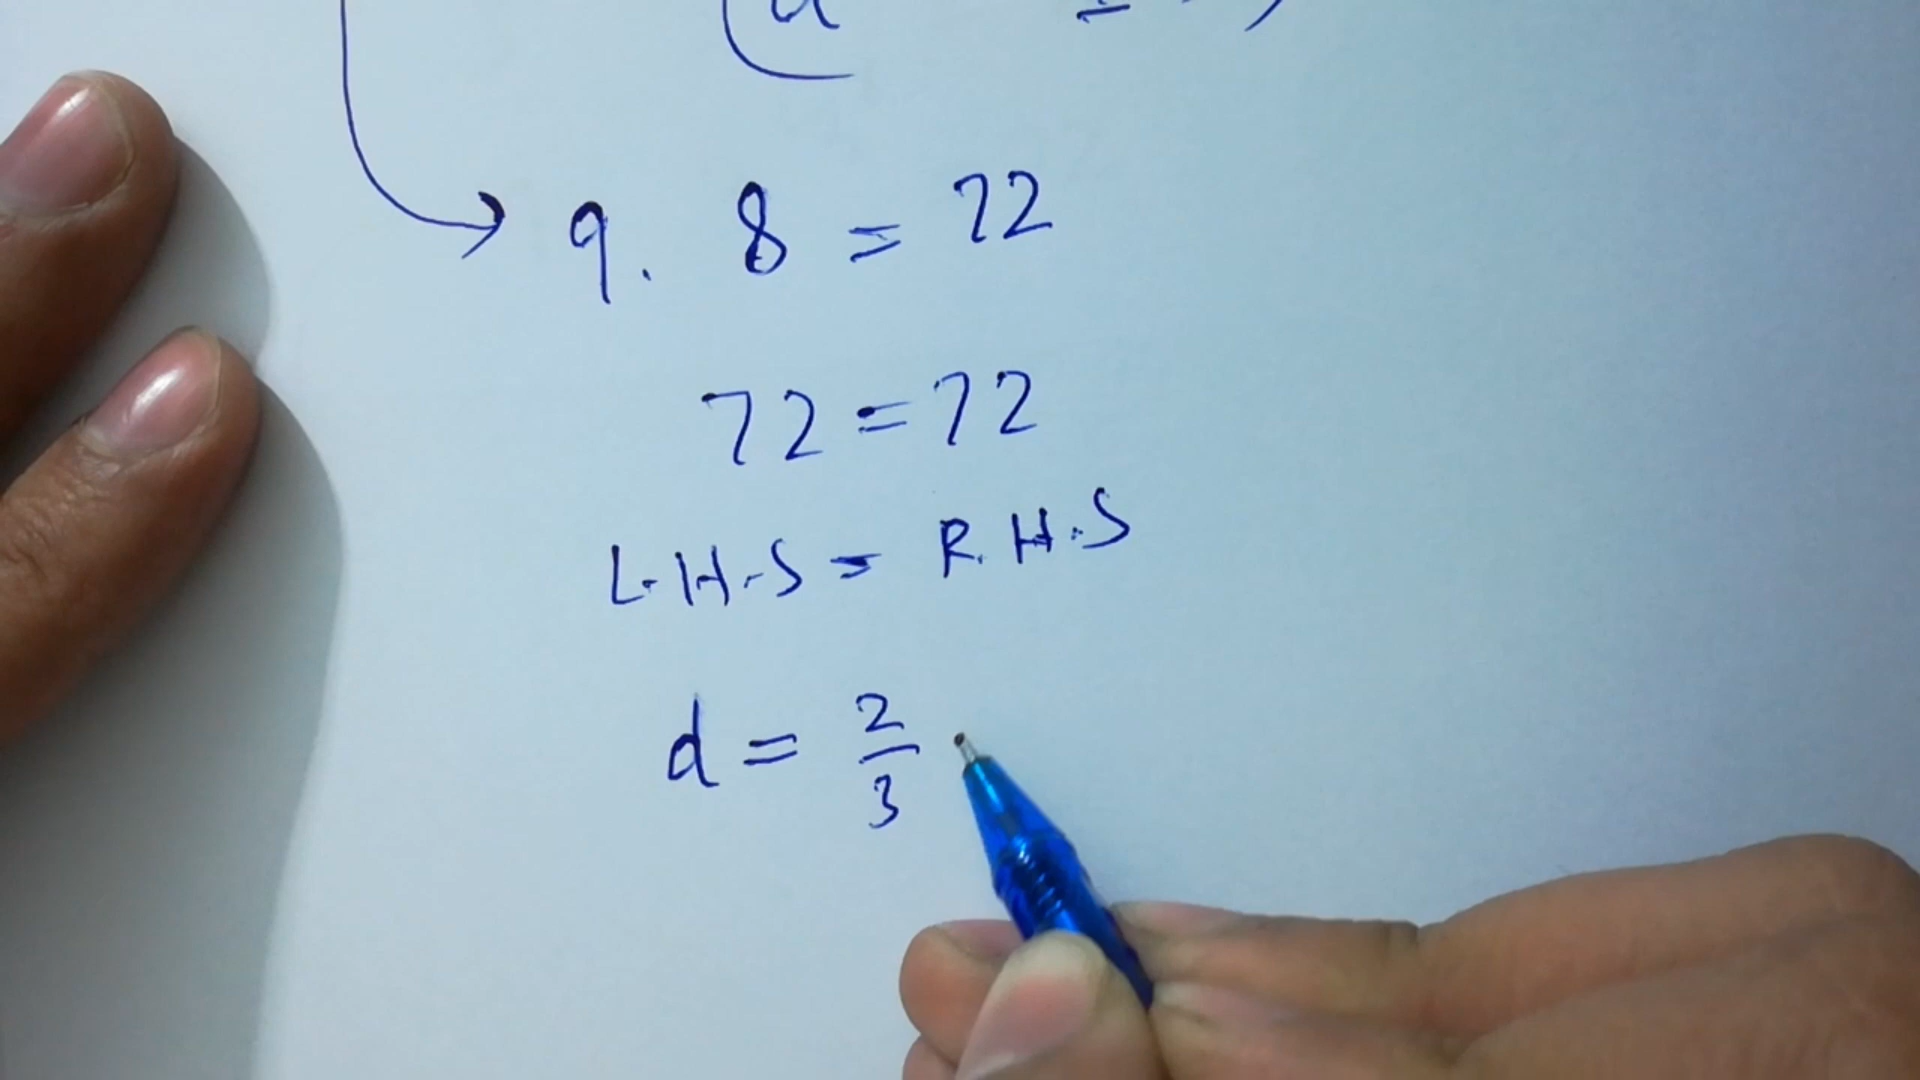 9. 8 = 72
72 = 72
L.H.S = R.H.S
d = 2/3